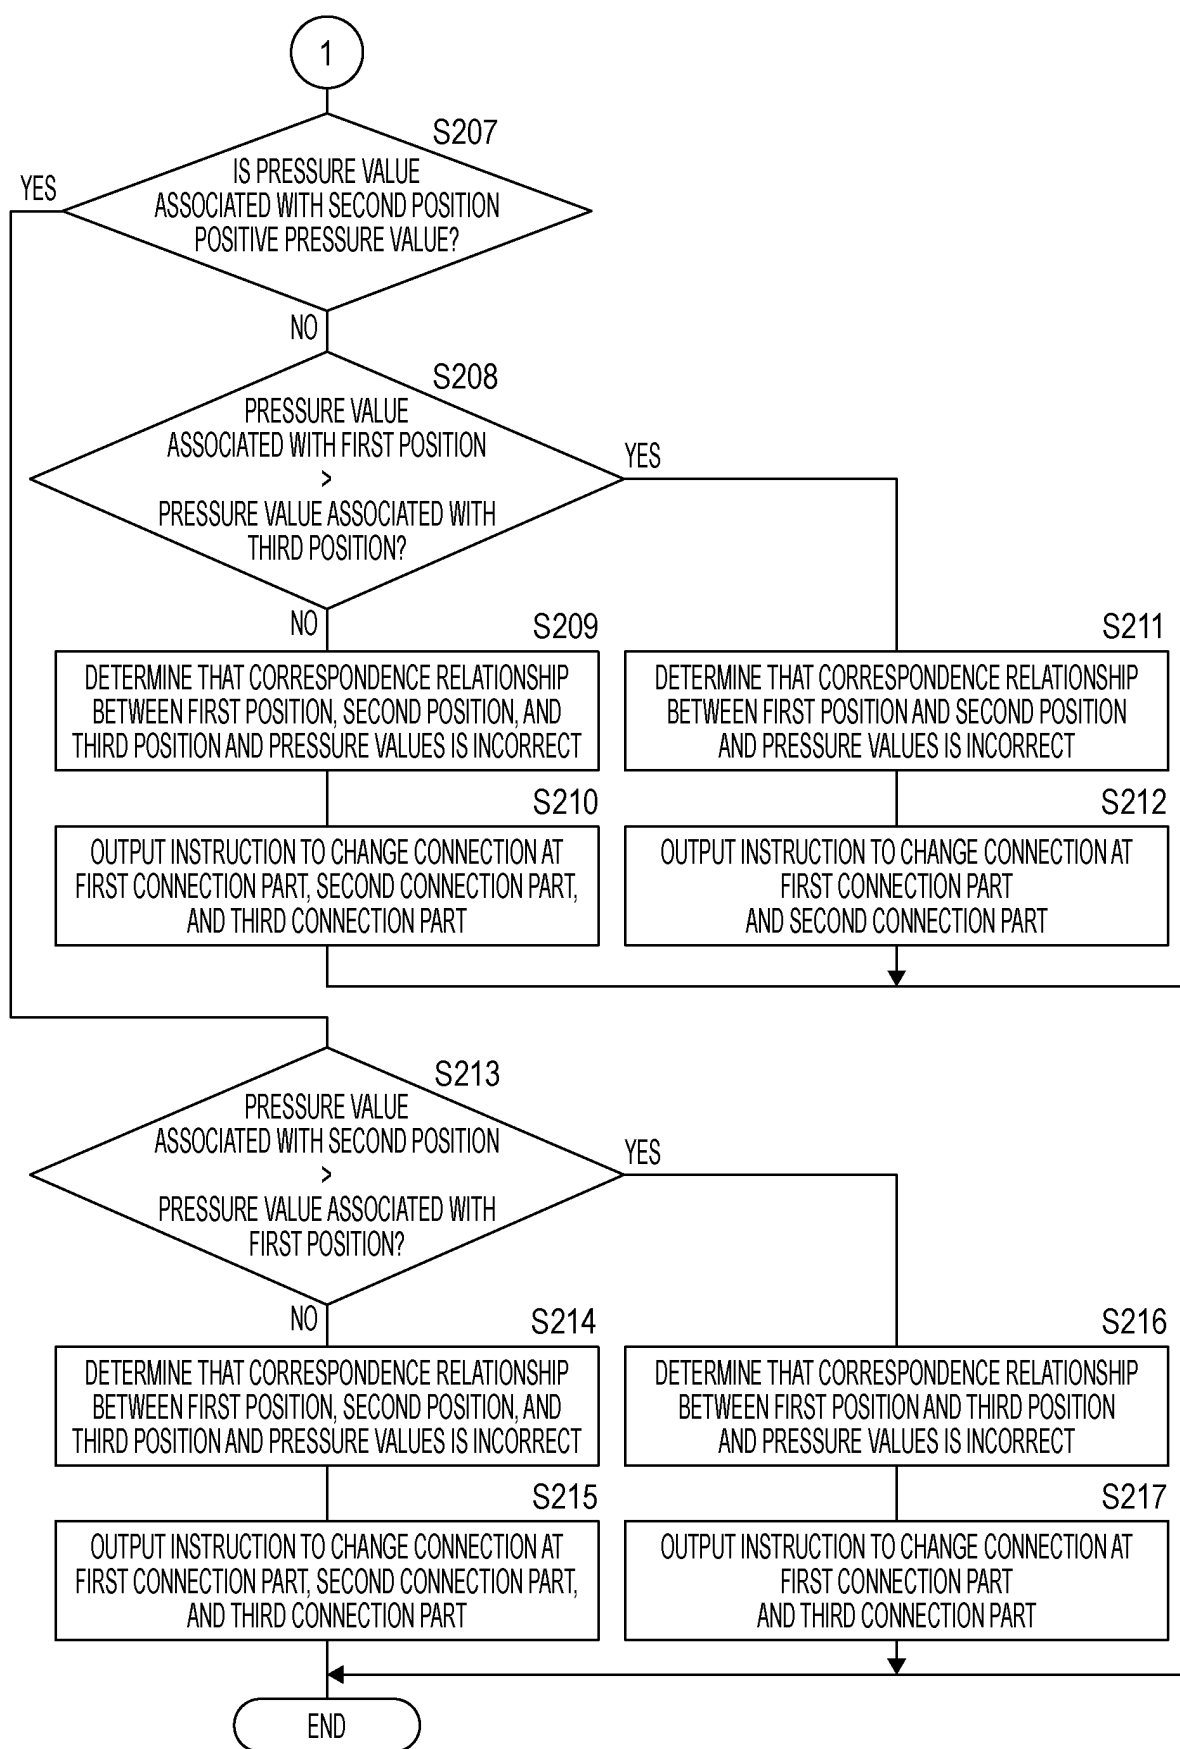 1
S207
IS PRESSURE VALUE
ASSOCIATED WITH SECOND POSITION
POSITIVE PRESSURE VALUE?
YES
NO
S208
PRESSURE VALUE
ASSOCIATED WITH FIRST POSITION
>
PRESSURE VALUE ASSOCIATED WITH
THIRD POSITION?
YES
NO
S209
DETERMINE THAT CORRESPONDENCE RELATIONSHIP
BETWEEN FIRST POSITION, SECOND POSITION, AND
THIRD POSITION AND PRESSURE VALUES IS INCORRECT
S211
DETERMINE THAT CORRESPONDENCE RELATIONSHIP
BETWEEN FIRST POSITION AND SECOND POSITION
AND PRESSURE VALUES IS INCORRECT
S210
OUTPUT INSTRUCTION TO CHANGE CONNECTION AT
FIRST CONNECTION PART, SECOND CONNECTION PART,
AND THIRD CONNECTION PART
S212
OUTPUT INSTRUCTION TO CHANGE CONNECTION AT
FIRST CONNECTION PART
AND SECOND CONNECTION PART
S213
PRESSURE VALUE
ASSOCIATED WITH SECOND POSITION
>
PRESSURE VALUE ASSOCIATED WITH
FIRST POSITION?
YES
NO
S214
DETERMINE THAT CORRESPONDENCE RELATIONSHIP
BETWEEN FIRST POSITION, SECOND POSITION, AND
THIRD POSITION AND PRESSURE VALUES IS INCORRECT
S216
DETERMINE THAT CORRESPONDENCE RELATIONSHIP
BETWEEN FIRST POSITION AND THIRD POSITION
AND PRESSURE VALUES IS INCORRECT
S215
OUTPUT INSTRUCTION TO CHANGE CONNECTION AT
FIRST CONNECTION PART, SECOND CONNECTION PART,
AND THIRD CONNECTION PART
S217
OUTPUT INSTRUCTION TO CHANGE CONNECTION AT
FIRST CONNECTION PART
AND THIRD CONNECTION PART
END